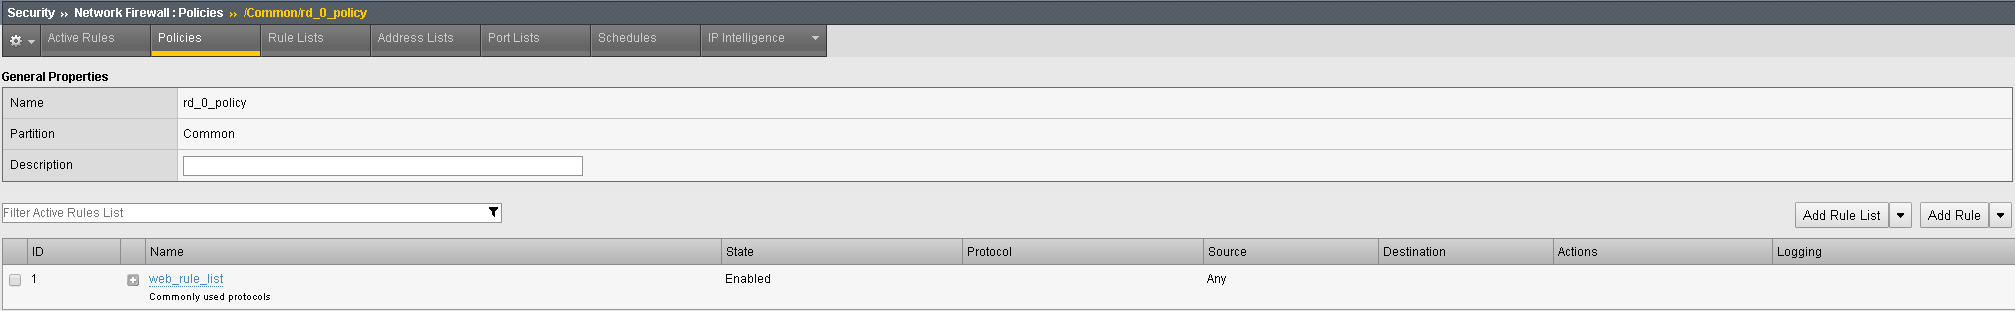 Security ›› Network Firewall : Policies ›› /Common/rd_0_policy
Active Rules Policies Rule Lists Address Lists Port Lists Schedules IP Intelligence
General Properties
Name rd_0_policy
Partition Common
Description
Filter Active Rules List Add Rule List Add Rule
ID Name State Protocol Source Destination Actions Logging
1 web_rule_list Enabled Any
Commonly used protocols